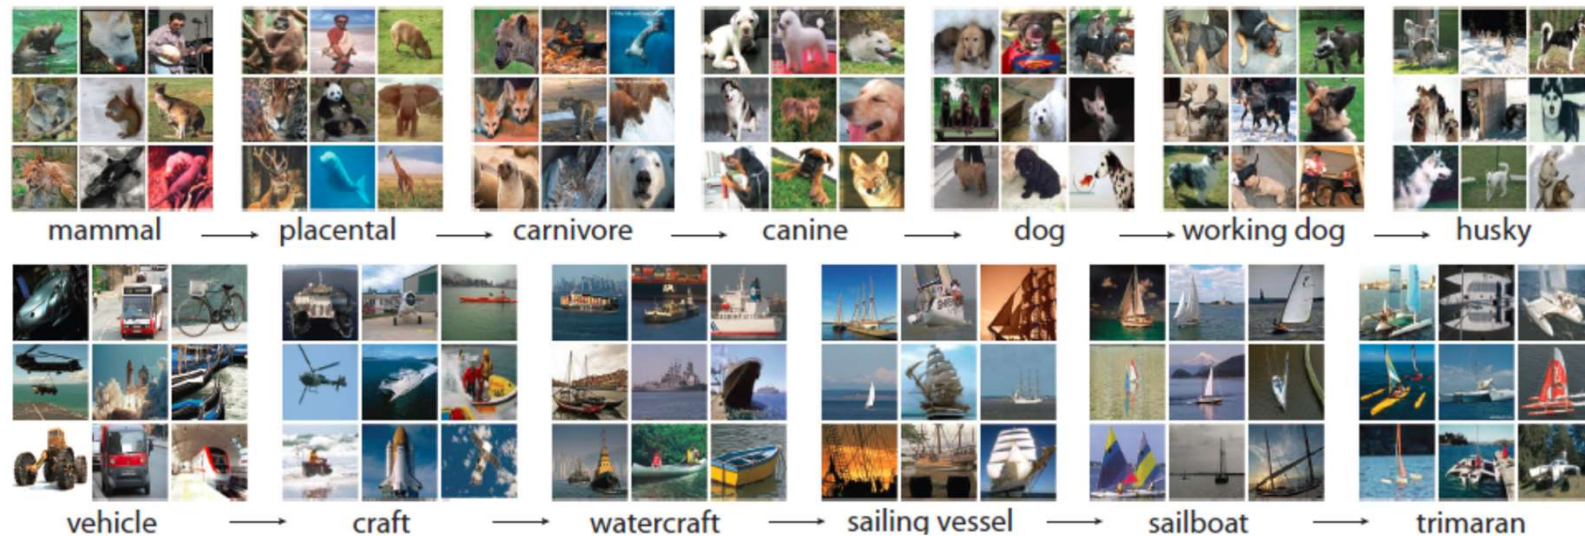 mammal → placental → carnivore → canine → dog → working dog → husky
vehicle → craft → watercraft → sailing vessel → sailboat → trimaran